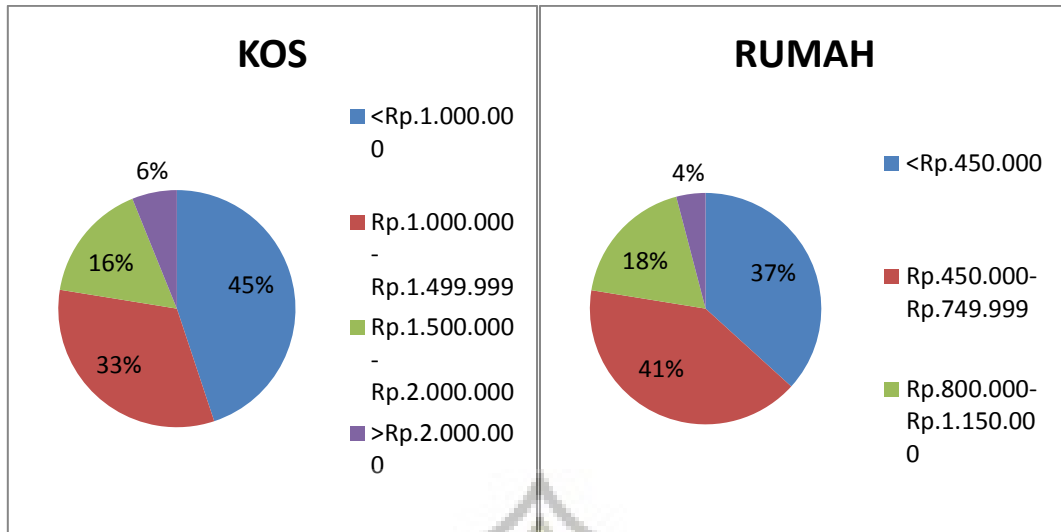 KOS
6%
16%
45%
33%
<Rp.1.000.00
0
Rp.1.000.000
-
Rp.1.499.999
Rp.1.500.000
-
Rp.2.000.000
>Rp.2.000.00
0
RUMAH
4%
18%
37%
41%
<Rp.450.000
Rp.450.000-
Rp.749.999
Rp.800.000-
Rp.1.150.00
0